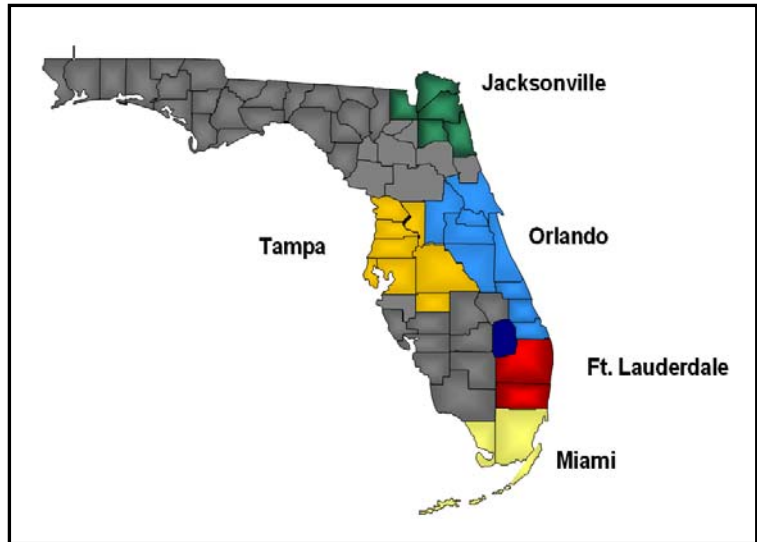 Jacksonville
Orlando
Tampa
Ft. Lauderdale
Miami